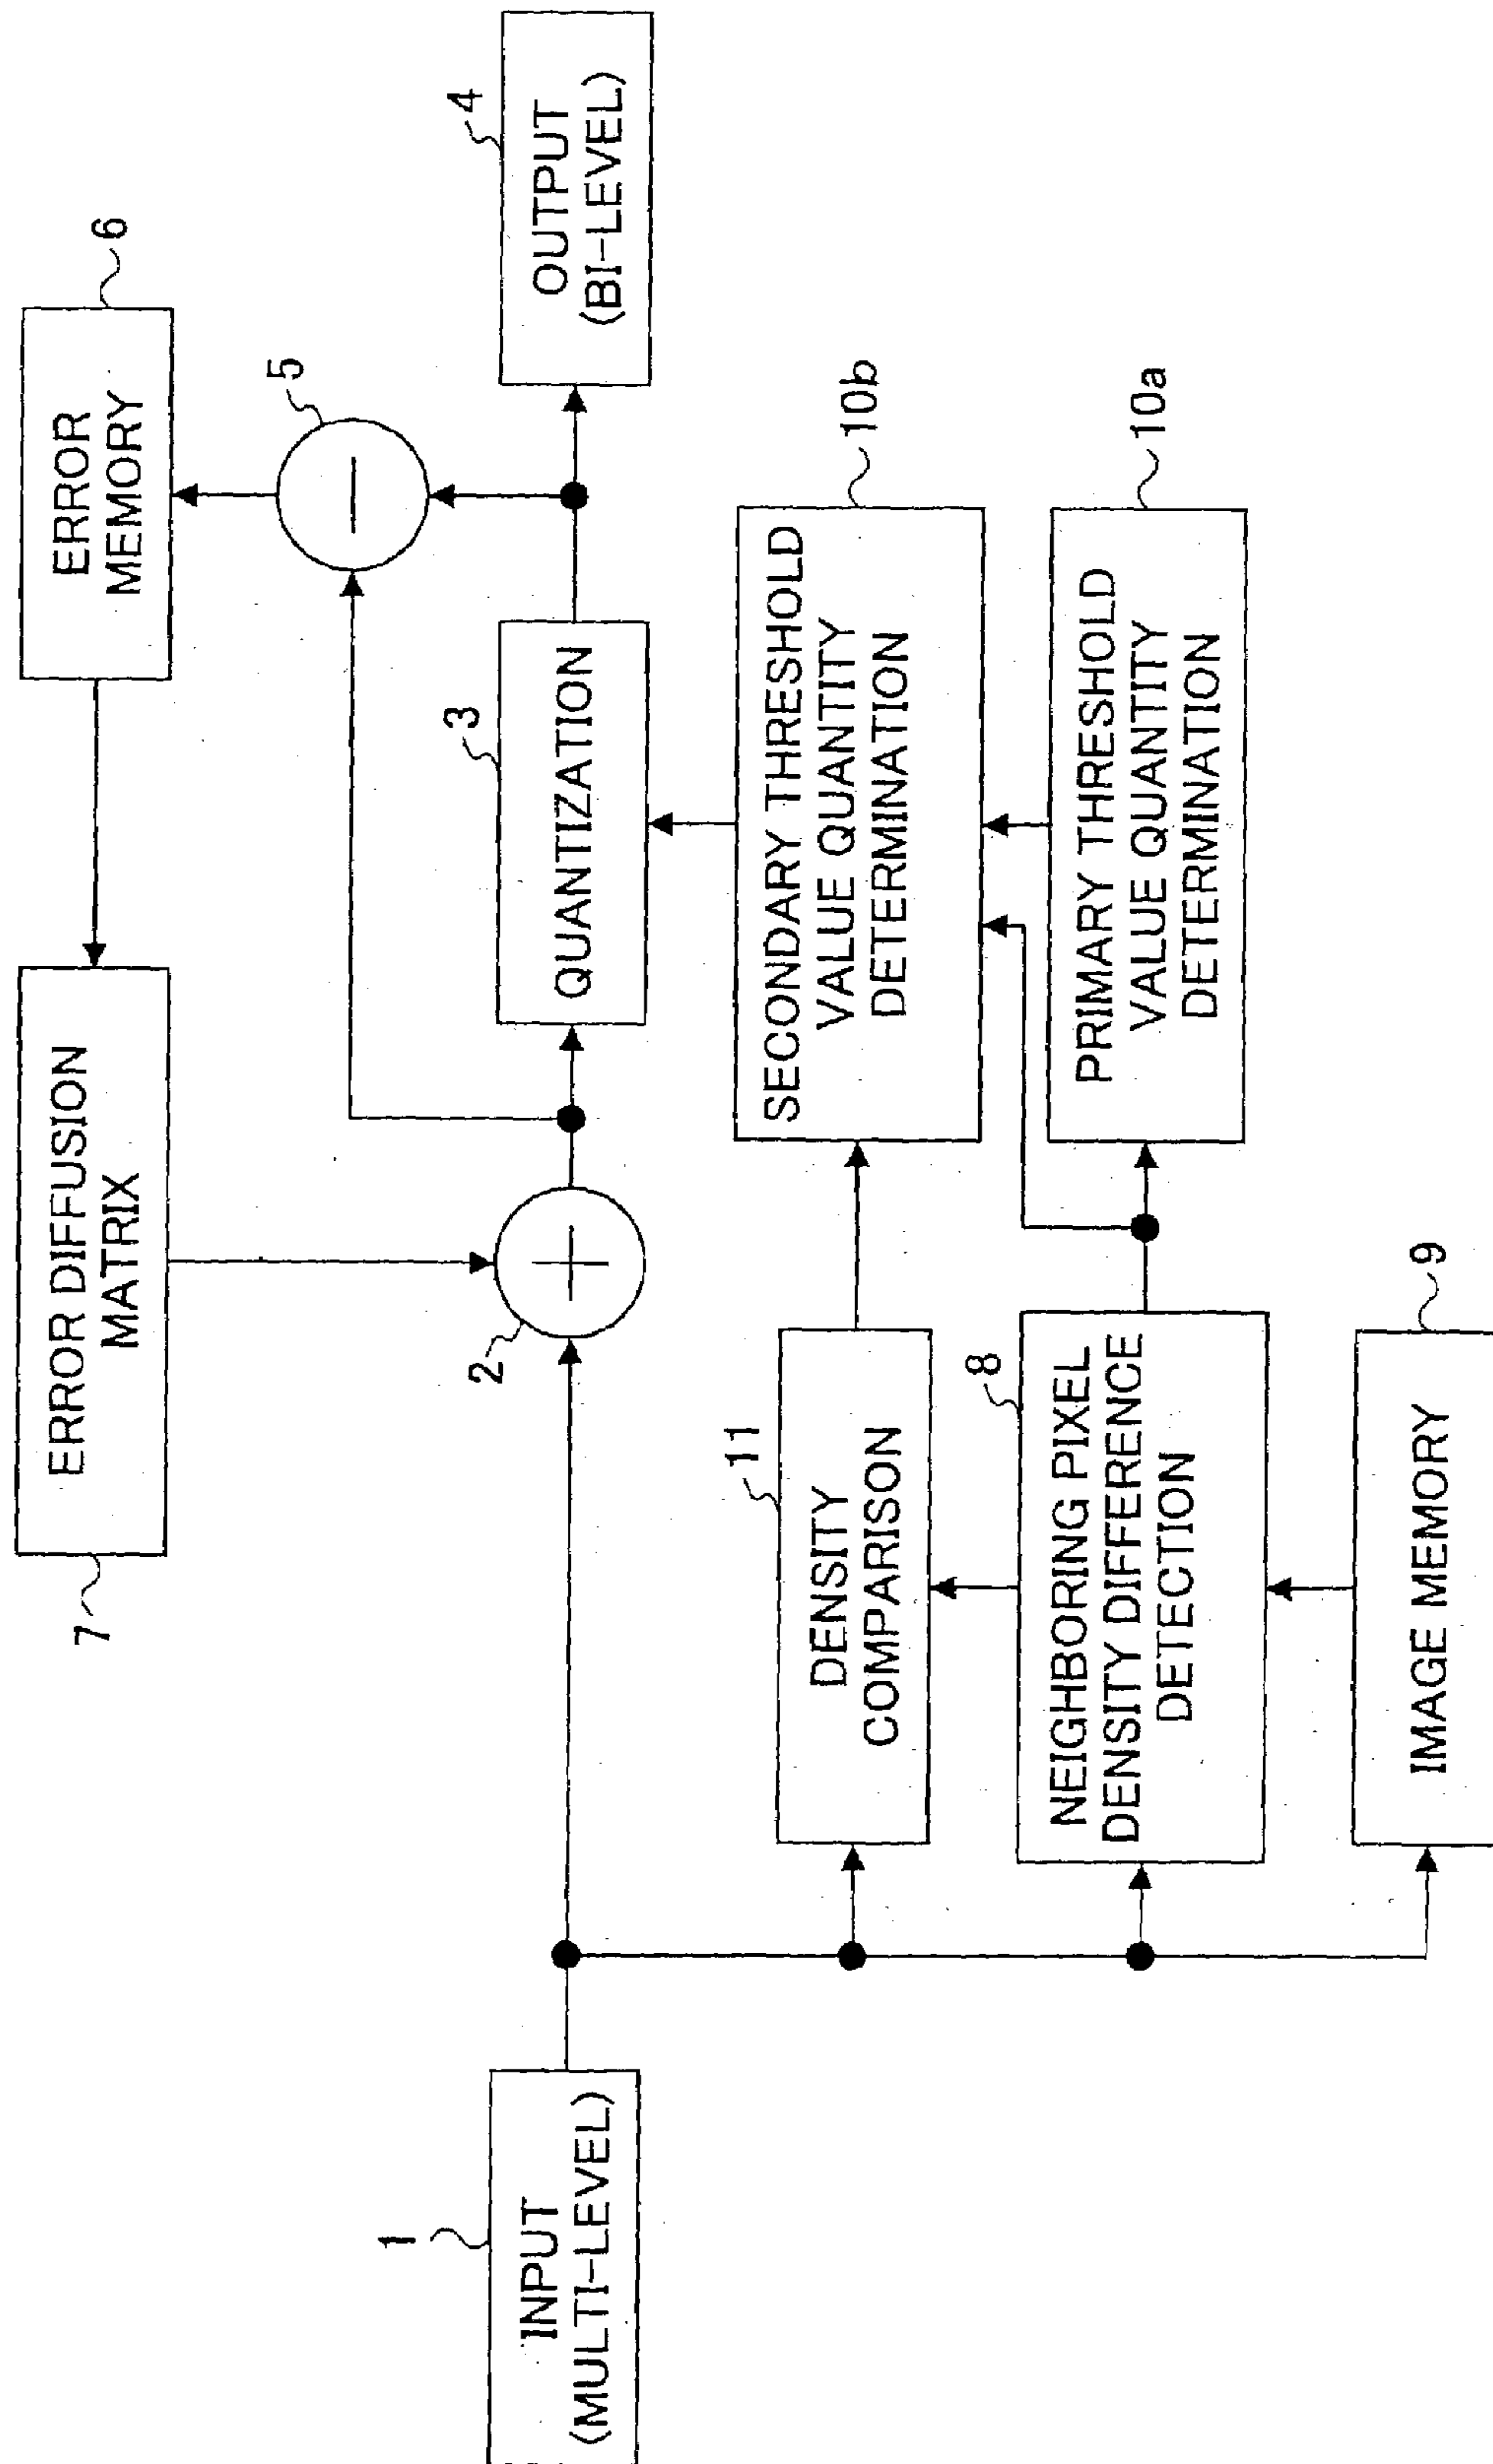 7
ERROR DIFFUSION
MATRIX
6
ERROR
MEMORY
5
1
INPUT
(MULTI-LEVEL)
2
3
QUANTIZATION
4
OUTPUT
(BI-LEVEL)
11
DENSITY
COMPARISON
10b
SECONDARY THRESHOLD
VALUE QUANTITY
DETERMINATION
8
NEIGHBORING PIXEL
DENSITY DIFFERENCE
DETECTION
10a
PRIMARY THRESHOLD
VALUE QUANTITY
DETERMINATION
9
IMAGE MEMORY